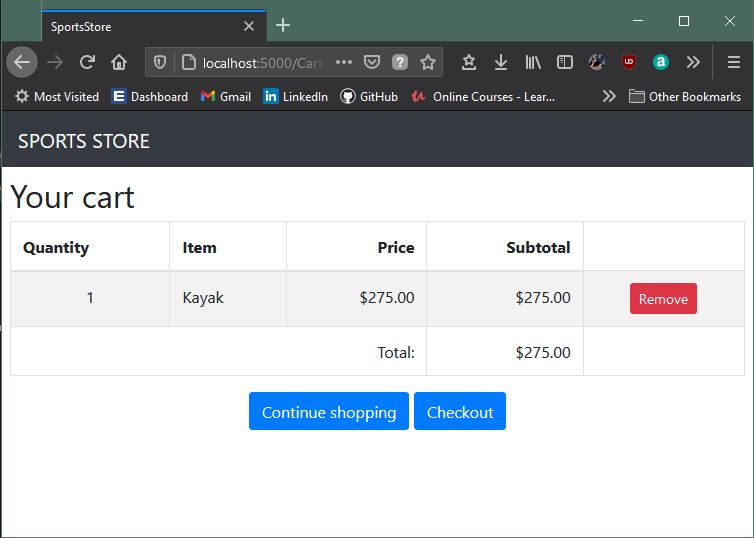 SportsStore
localhost:5000/Cart
Most Visited Dashboard Gmail LinkedIn GitHub Online Courses - Lear... Other Bookmarks
SPORTS STORE
Your cart
Quantity Item Price Subtotal
1 Kayak $275.00 $275.00 Remove
Total: $275.00
Continue shopping Checkout